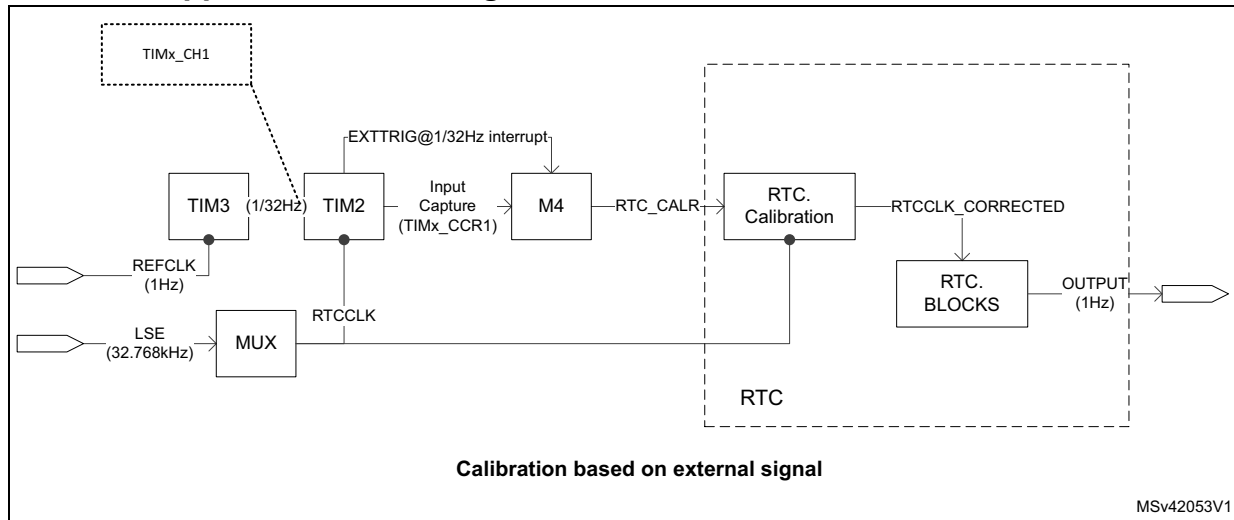 TIMx_CH1
EXTTRIG@1/32Hz interrupt
TIM3
(1/32Hz)
TIM2
Input
Capture
(TIMx_CCR1)
M4
RTC_CALR
RTC.
Calibration
RTCCLK_CORRECTED
REFCLK
(1Hz)
RTCCLK
LSE
(32.768kHz)
MUX
RTC.
BLOCKS
OUTPUT
(1Hz)
RTC
Calibration based on external signal
MSv42053V1